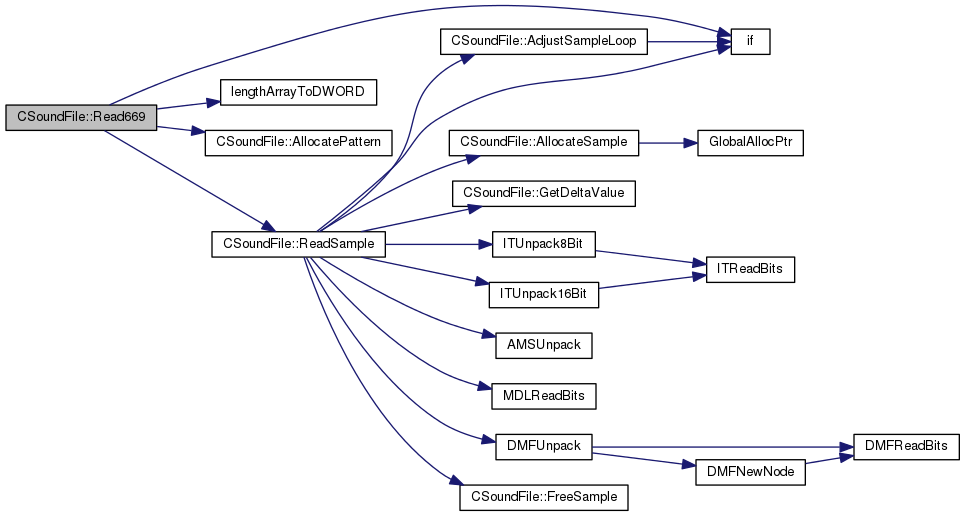 CSoundFile::AdjustSampleLoop
if
lengthArrayToDWORD
CSoundFile::Read669
CSoundFile::AllocatePattern
CSoundFile::AllocateSample
GlobalAllocPtr
CSoundFile::GetDeltaValue
CSoundFile::ReadSample
ITUnpack8Bit
ITReadBits
ITUnpack16Bit
AMSUnpack
MDLReadBits
DMFUnpack
DMFReadBits
DMFNewNode
CSoundFile::FreeSample